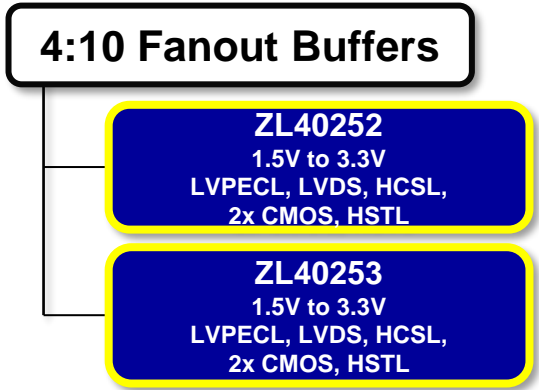 4:10 Fanout Buffers
ZL40252
1.5V to 3.3V
LVPECL, LVDS, HCSL,
2x CMOS, HSTL
ZL40253
1.5V to 3.3V
LVPECL, LVDS, HCSL,
2x CMOS, HSTL